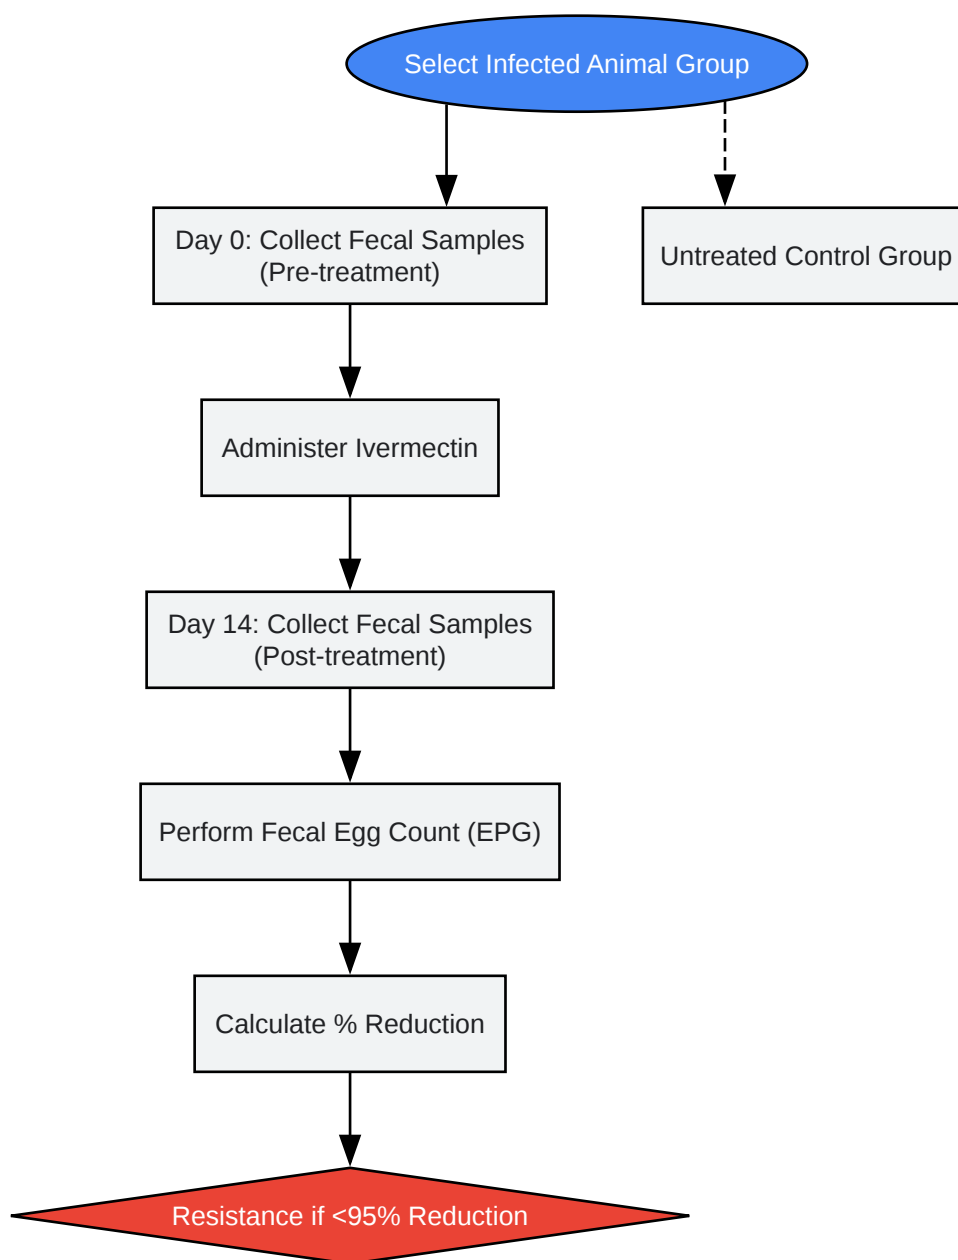 Select Infected Animal Group
Day 0: Collect Fecal Samples
(Pre-treatment)
Untreated Control Group
Administer Ivermectin
Day 14: Collect Fecal Samples
(Post-treatment)
Perform Fecal Egg Count (EPG)
Calculate % Reduction
Resistance if <95% Reduction